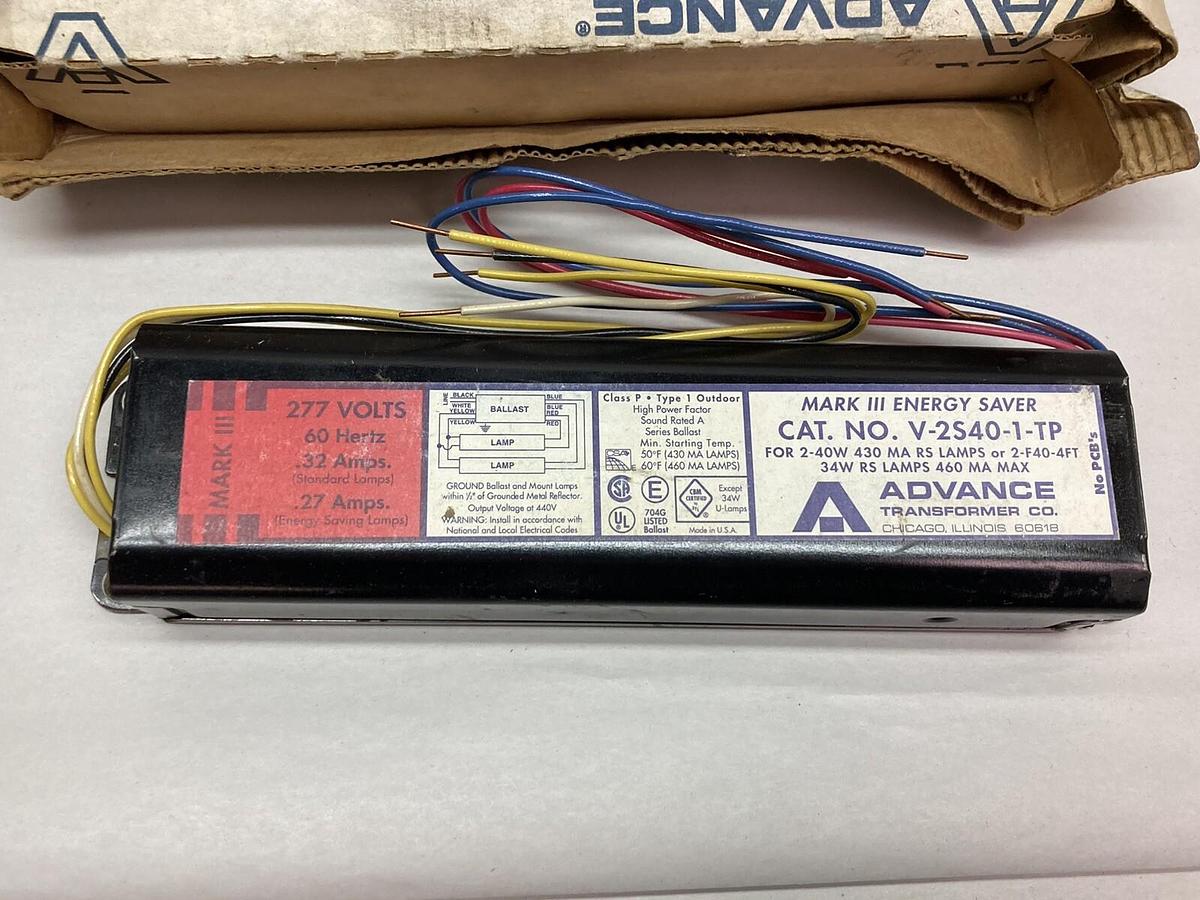 ADVANCE®
MARK III
277 VOLTS
60 Hertz
.32 Amps.
(Standard Lamps)
.27 Amps.
(Energy Saving Lamps)
LINE
BLACK
WHITE
YELLOW
YELLOW
BALLAST
BLUE
BLUE
RED
RED
LAMP
LAMP
GROUND Ballast and Mount Lamps
within ½" of Grounded Metal Reflector.
Output Voltage at 440V
WARNING: Install in accordance with
National and Local Electrical Codes
Class P • Type 1 Outdoor
High Power Factor
Sound Rated A
Series Ballast
Min. Starting Temp.
50°F (430 MA LAMPS)
60°F (460 MA LAMPS)
SA
E
CBM
CERTIFIED
Except
34W
U-Lamps
UL
®
704G
LISTED
Ballast
Made in U.S.A.
MARK III ENERGY SAVER
CAT. NO. V-2S40-1-TP
FOR 2-40W 430 MA RS LAMPS or 2-F40-4FT
34W RS LAMPS 460 MA MAX
ADVANCE
TRANSFORMER CO.
CHICAGO, ILLINOIS 60618
No PCB's